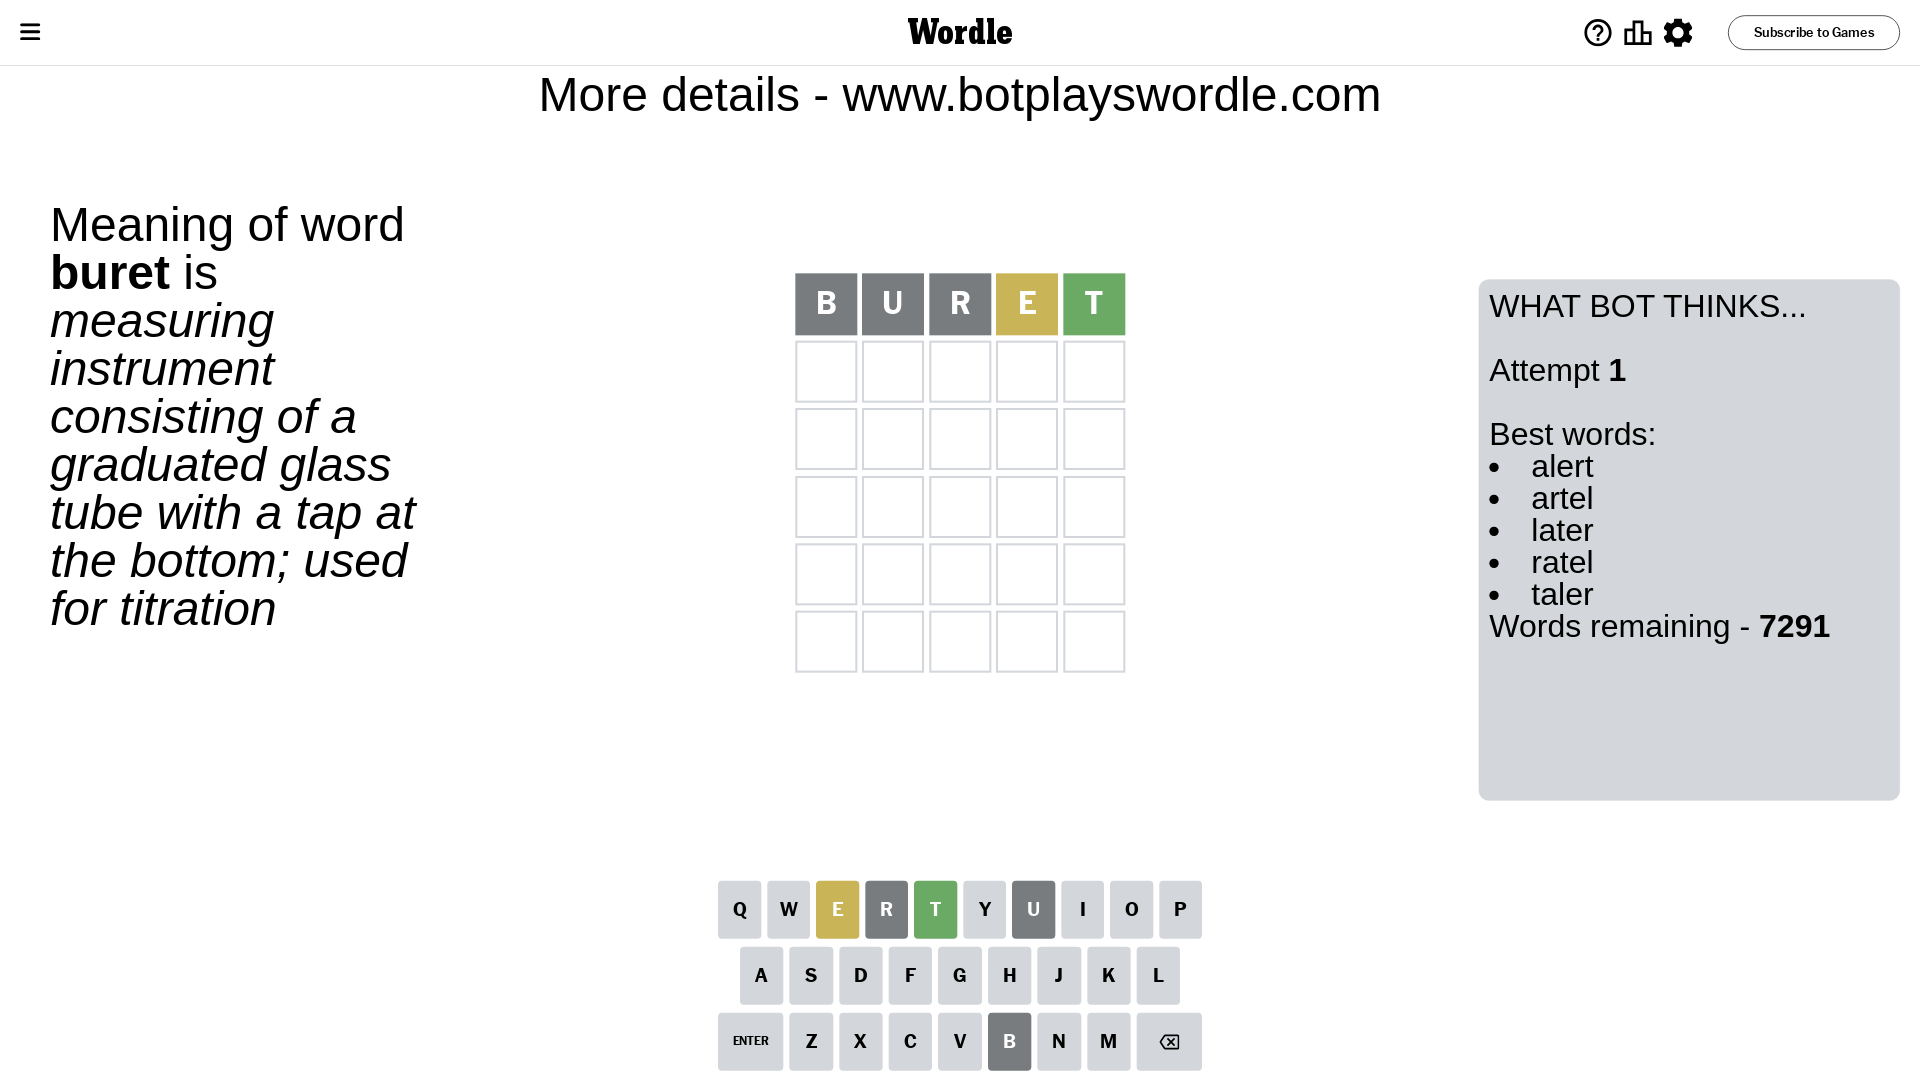 Wordle
Subscribe to Games
More details - www.botplayswordle.com
Meaning of word
buret is
measuring
instrument
consisting of a
graduated glass
tube with a tap at
the bottom; used
for titration
B U R E T
WHAT BOT THINKS...
Attempt 1
Best words:
• alert
• artel
• later
• ratel
• taler
Words remaining - 7291
Q W E R T Y U I O P
A S D F G H J K L
ENTER Z X C V B N M